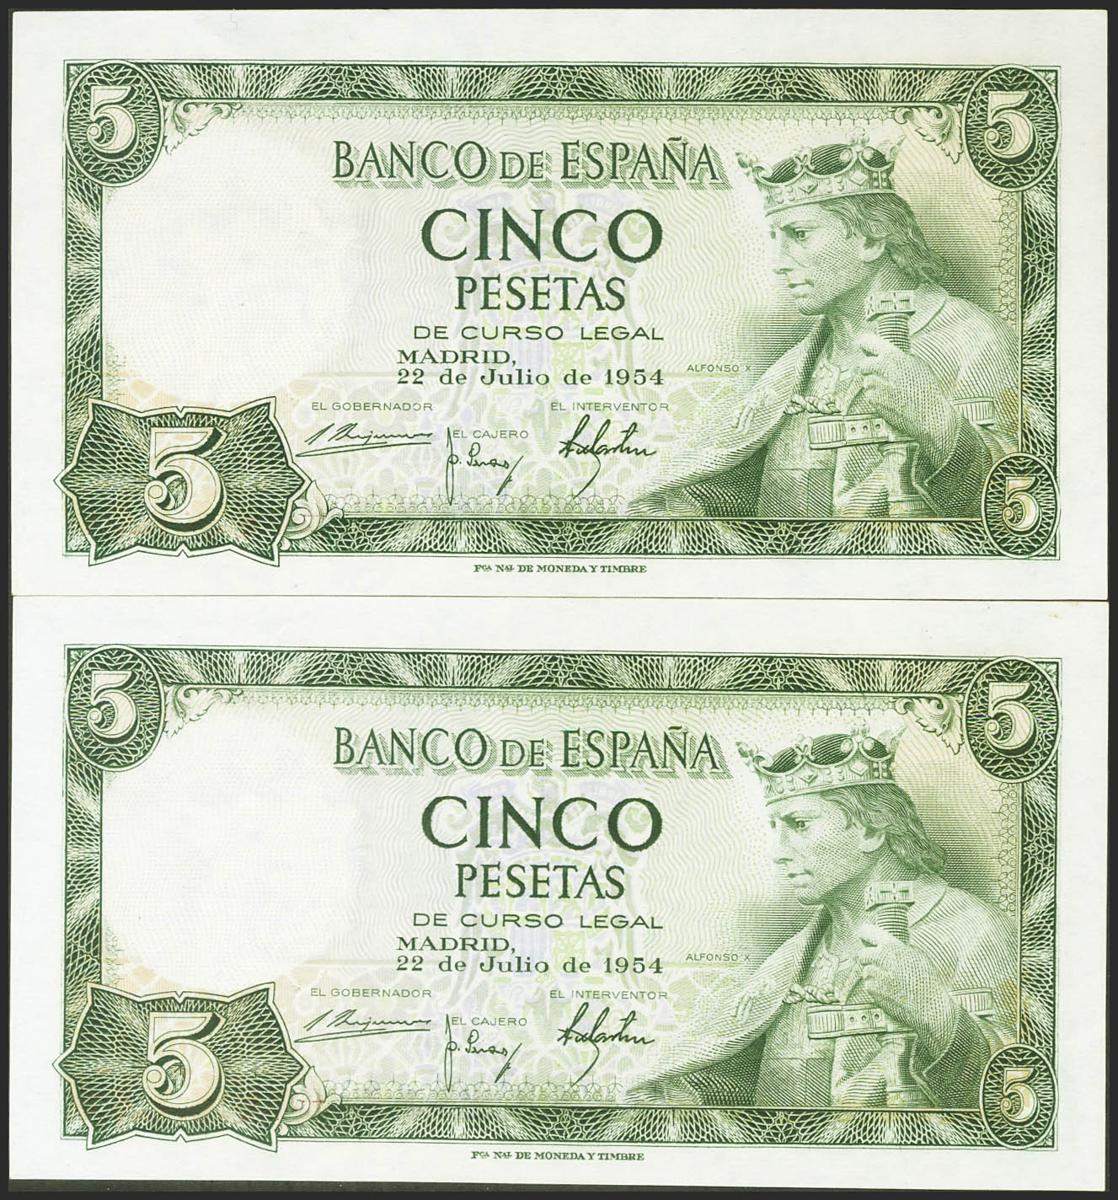 5 5
BANCO DE ESPAÑA
CINCO
PESETAS
DE CURSO LEGAL
MADRID,
22 de Julio de 1954
ALFONSO X
EL GOBERNADOR EL INTERVENTOR
EL CAJERO
5 5
FCA NAL DE MONEDA Y TIMBRE
5 5
BANCO DE ESPAÑA
CINCO
PESETAS
DE CURSO LEGAL
MADRID,
22 de Julio de 1954
ALFONSO X
EL GOBERNADOR EL INTERVENTOR
EL CAJERO
5 5
FCA NAL DE MONEDA Y TIMBRE